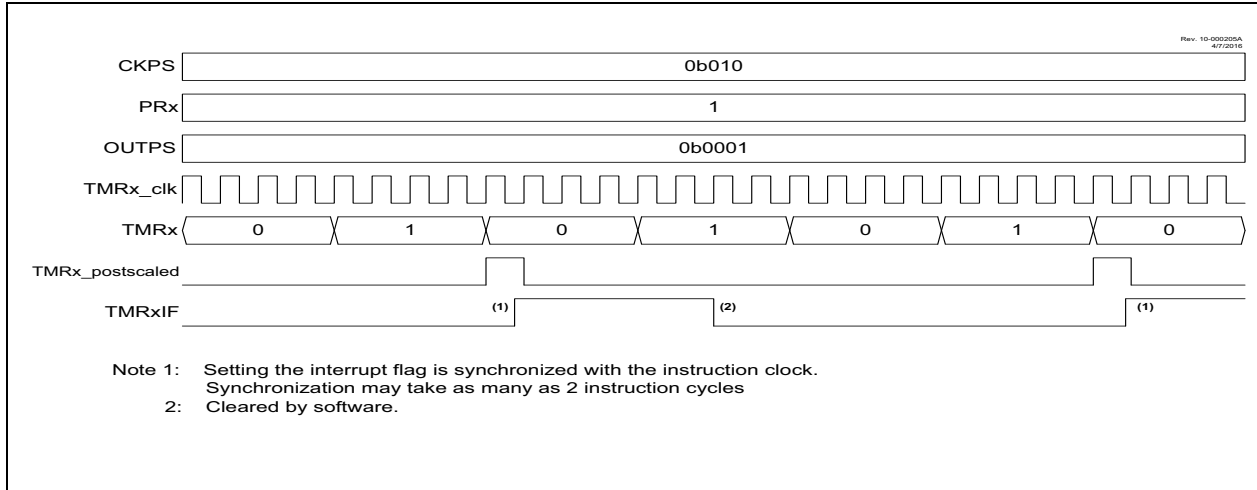 Rev. 10-000205A
4/7/2016
CKPS 0b010
PRx 1
OUTPS 0b0001
TMRx_clk
TMRx 0 1 0 1 0 1 0
TMRx_postscaled
TMRxIF (1) (2) (1)
Note 1: Setting the interrupt flag is synchronized with the instruction clock.
Synchronization may take as many as 2 instruction cycles
2: Cleared by software.